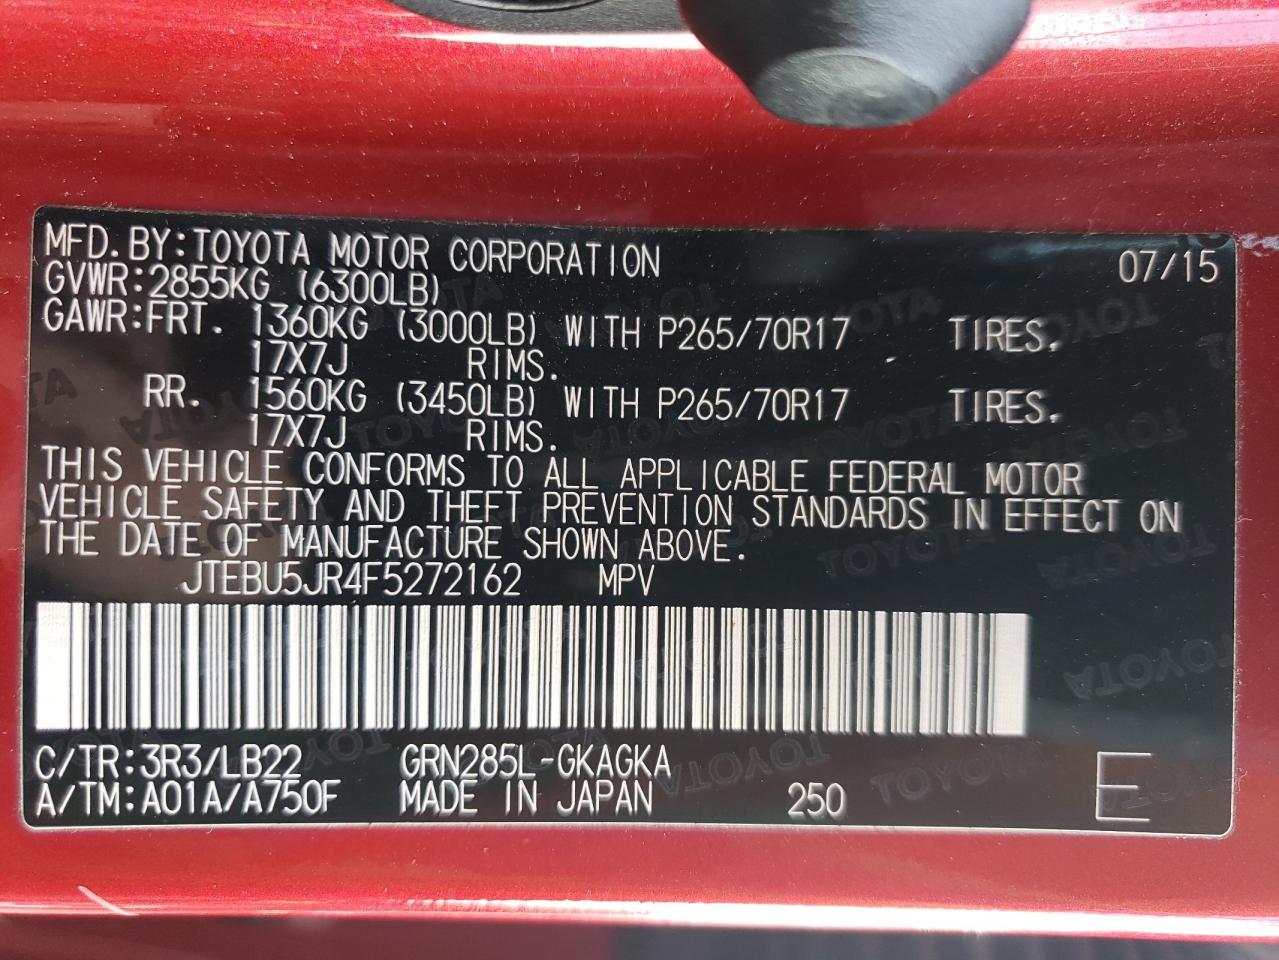 MFD.BY:TOYOTA MOTOR CORPORATION 07/15
GVWR:2855KG (6300LB)
GAWR:FRT. 1360KG (3000LB) WITH P265/70R17 TIRES.
17X7J RIMS.
RR. 1560KG (3450LB) WITH P265/70R17 TIRES.
17X7J RIMS.
THIS VEHICLE CONFORMS TO ALL APPLICABLE FEDERAL MOTOR
VEHICLE SAFETY AND THEFT PREVENTION STANDARDS IN EFFECT ON
THE DATE OF MANUFACTURE SHOWN ABOVE.
JTEBU5JR4F5272162 MPV
C/TR:3R3/LB22 GRN285L-GKAGKA
A/TM:A01A/A750F MADE IN JAPAN 250 E